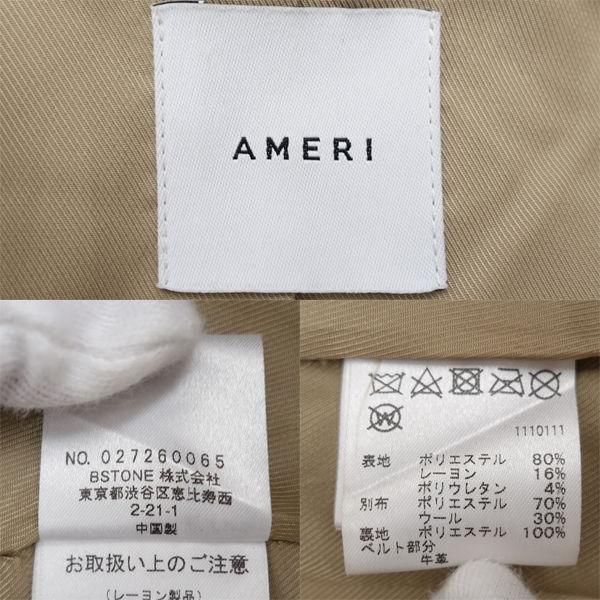 AMERI
NO. 027260065
BSTONE 株式会社
東京都渋谷区恵比寿西
2-21-1
中国製
お取扱い上のご注意
(レーヨン製品)
1110111
表地 ポリエステル 80%
レーヨン 16%
ポリウレタン 4%
別布 ポリエステル 70%
ウール 30%
裏地 ポリエステル 100%
ベルト部分
牛革